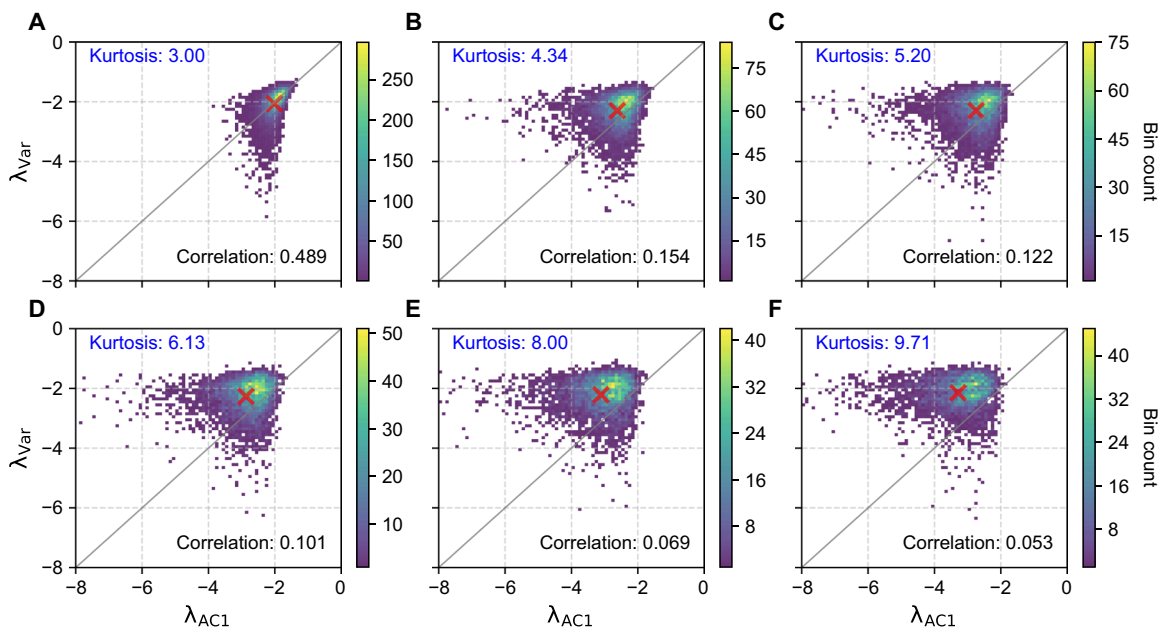 A
B
C
Kurtosis: 3.00
Kurtosis: 4.34
Kurtosis: 5.20
0
−2
−4
−6
−8
λVar
250
200
150
100
50
75
60
45
30
15
75
60
45
30
15
Bin count
Correlation: 0.489
Correlation: 0.154
Correlation: 0.122
D
E
F
Kurtosis: 6.13
Kurtosis: 8.00
Kurtosis: 9.71
0
−2
−4
−6
−8
λVar
50
40
30
20
10
40
32
24
16
8
40
32
24
16
8
Bin count
Correlation: 0.101
Correlation: 0.069
Correlation: 0.053
−8 −6 −4 −2 0
−8 −6 −4 −2 0
−8 −6 −4 −2 0
λAC1
λAC1
λAC1